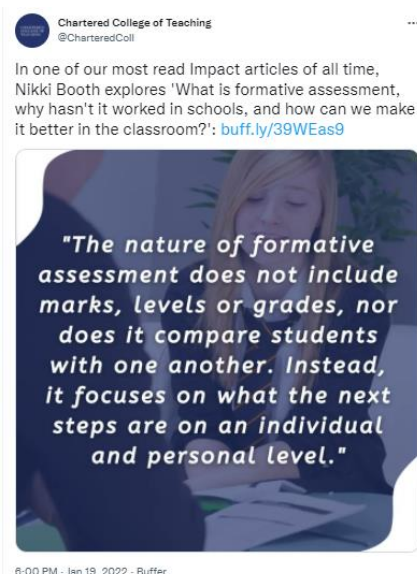 Chartered College of Teaching
@CharteredColl
In one of our most read Impact articles of all time,
Nikki Booth explores 'What is formative assessment,
why hasn't it worked in schools, and how can we make
it better in the classroom?': buff.ly/39WEas9
"The nature of formative
assessment does not include
marks, levels or grades, nor
does it compare students
with one another. Instead,
it focuses on what the next
steps are on an individual
and personal level."
6:00 PM · Jan 19, 2022 · Buffer